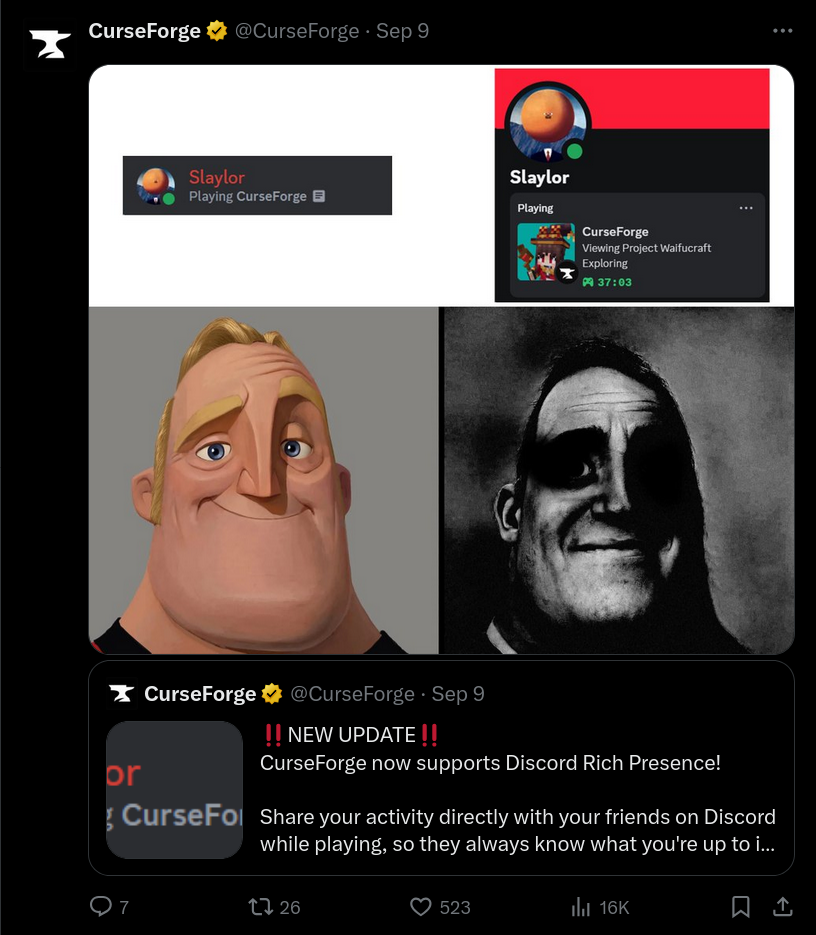 CurseForge @CurseForge · Sep 9
Slaylor
Playing CurseForge
Slaylor
Playing
CurseForge
Viewing Project Waifucraft
Exploring
37:03
CurseForge @CurseForge · Sep 9
or
g CurseFor
‼️NEW UPDATE‼️
CurseForge now supports Discord Rich Presence!
Share your activity directly with your friends on Discord
while playing, so they always know what you're up to i...
7 26 523 16K